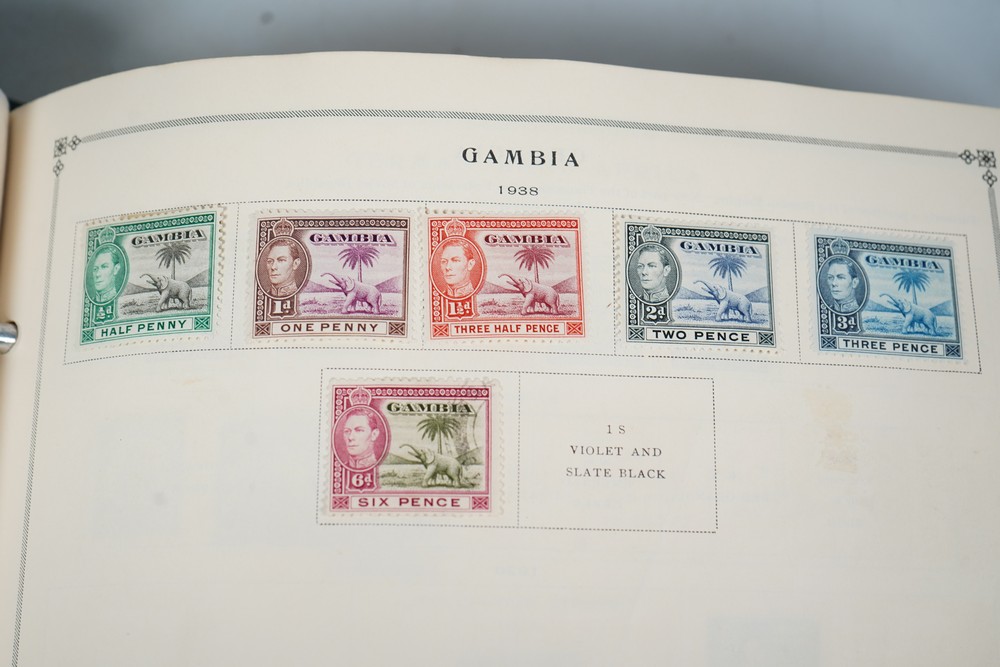 GAMBIA
1938
GAMBIA
½d
HALF PENNY
GAMBIA
1d
ONE PENNY
GAMBIA
1½d
THREE HALF PENCE
GAMBIA
2d
TWO PENCE
GAMBIA
3d
THREE PENCE
GAMBIA
6d
SIX PENCE
1 S
VIOLET AND
SLATE BLACK